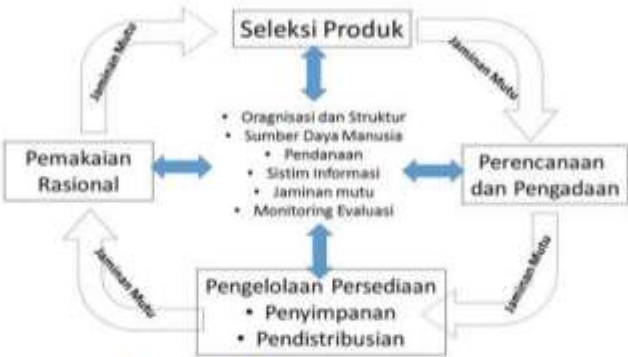 Seleksi Produk
Jaminan Mutu
Jaminan Mutu
• Oragnisasi dan Struktur
• Sumber Daya Manusia
• Pendanaan
• Sistim Informasi
• Jaminan mutu
• Monitoring Evaluasi
Pemakaian
Rasional
Perencanaan
dan Pengadaan
Jaminan Mutu
Jaminan Mutu
Pengelolaan Persediaan
• Penyimpanan
• Pendistribusian